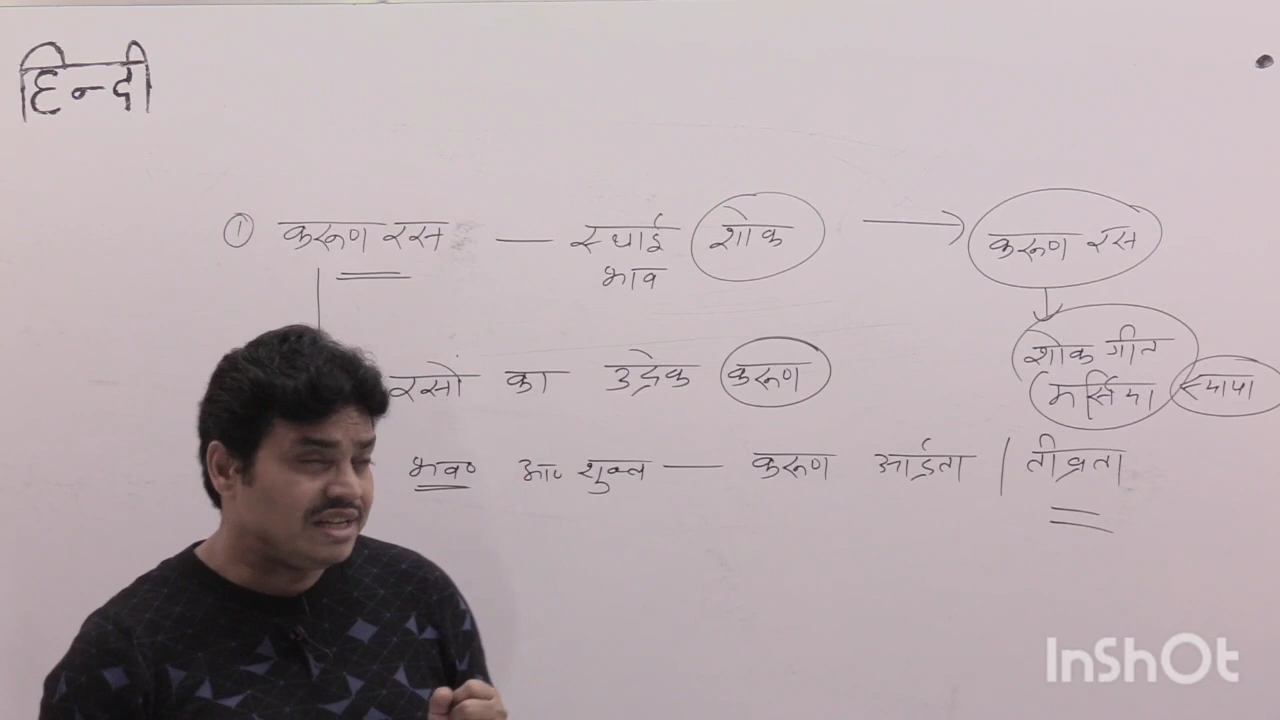 हिन्दी
① करूण रस — स्थाई भाव शोक → करूण रस
शोक गीत
मर्सिया स्यापा
रसों का उद्रेक करूण
भव० आ० शुक्ल — करूण आर्द्रता / तीव्रता
InShOt